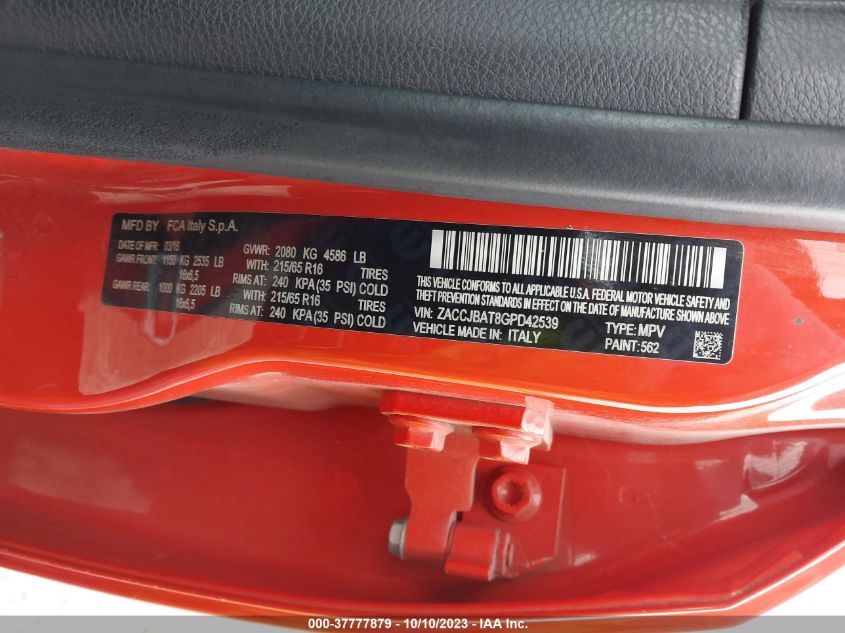 MFD BY FCA Italy S.p.A.
DATE OF MFR: 03/16 GVWR: 2080 KG 4586 LB
GAWR FRONT: 1150 KG 2535 LB WITH: 215/65 R16 TIRES
16x6,5 RIMS AT: 240 KPA(35 PSI) COLD
GAWR REAR: 1000 KG 2205 LB WITH: 215/65 R16 TIRES
16x6,5 RIMS AT: 240 KPA(35 PSI) COLD
THIS VEHICLE CONFORMS TO ALL APPLICABLE U.S.A. FEDERAL MOTOR VEHICLE SAFETY AND
THEFT PREVENTION STANDARDS IN EFFECT ON THE DATE OF MANUFACTURE SHOWN ABOVE
VIN: ZACCJBAT8GPD42539 TYPE: MPV
VEHICLE MADE IN: ITALY PAINT: 562
000-37777879 - 10/10/2023 - IAA Inc.